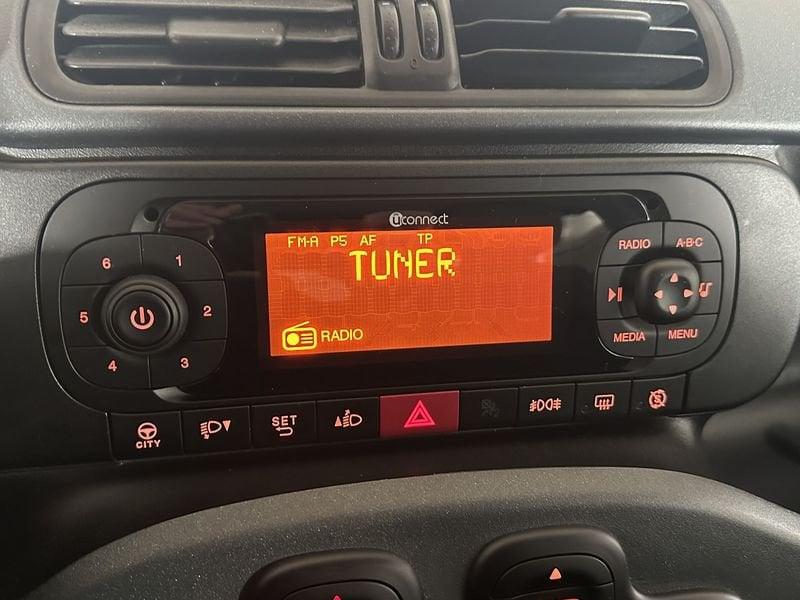 uconnect
FM-A P5 AF TP
TUNER
RADIO
6 1
5 2
4 3
RADIO A·B·C
MEDIA MENU
CITY
SET